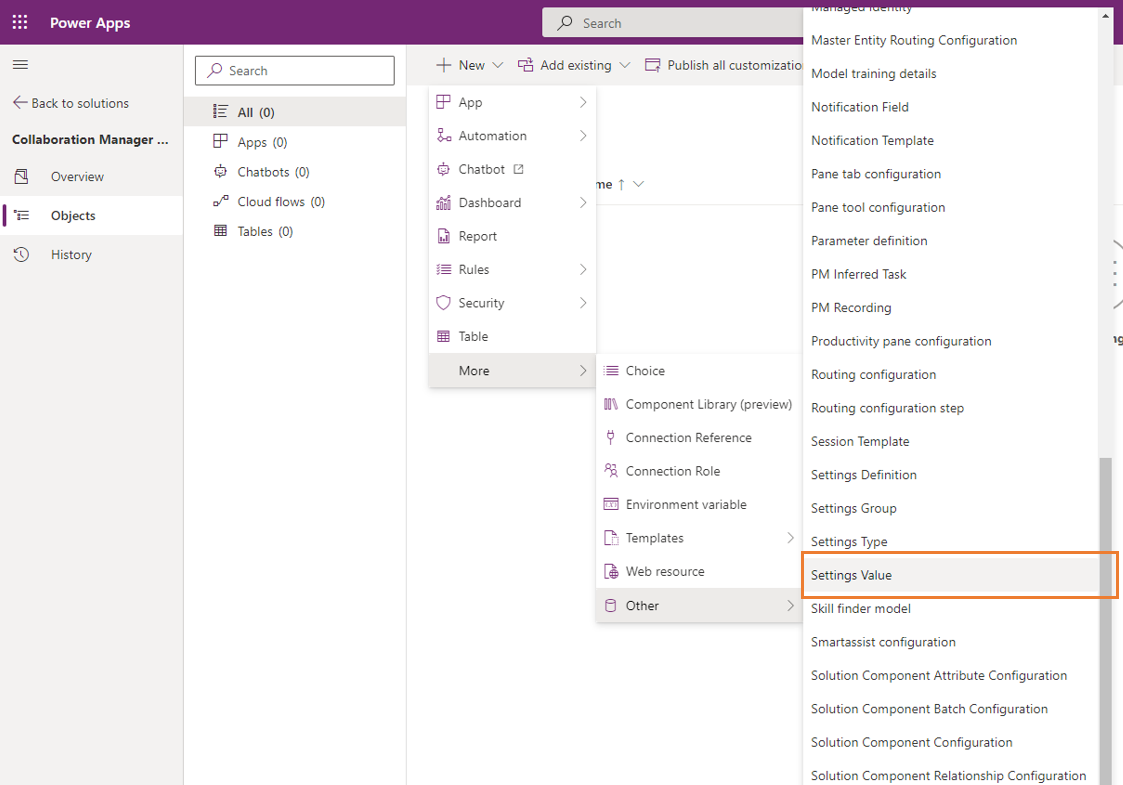 Power Apps
Search
Back to solutions
Collaboration Manager ...
Overview
Objects
History
Search
All (0)
Apps (0)
Chatbots (0)
Cloud flows (0)
Tables (0)
New
Add existing
Publish all customizatio
me ↑
App
Automation
Chatbot
Dashboard
Report
Rules
Security
Table
More
Choice
Component Library (preview)
Connection Reference
Connection Role
Environment variable
Templates
Web resource
Other
Managed Identity
Master Entity Routing Configuration
Model training details
Notification Field
Notification Template
Pane tab configuration
Pane tool configuration
Parameter definition
PM Inferred Task
PM Recording
Productivity pane configuration
Routing configuration
Routing configuration step
Session Template
Settings Definition
Settings Group
Settings Type
Settings Value
Skill finder model
Smartassist configuration
Solution Component Attribute Configuration
Solution Component Batch Configuration
Solution Component Configuration
Solution Component Relationship Configuration